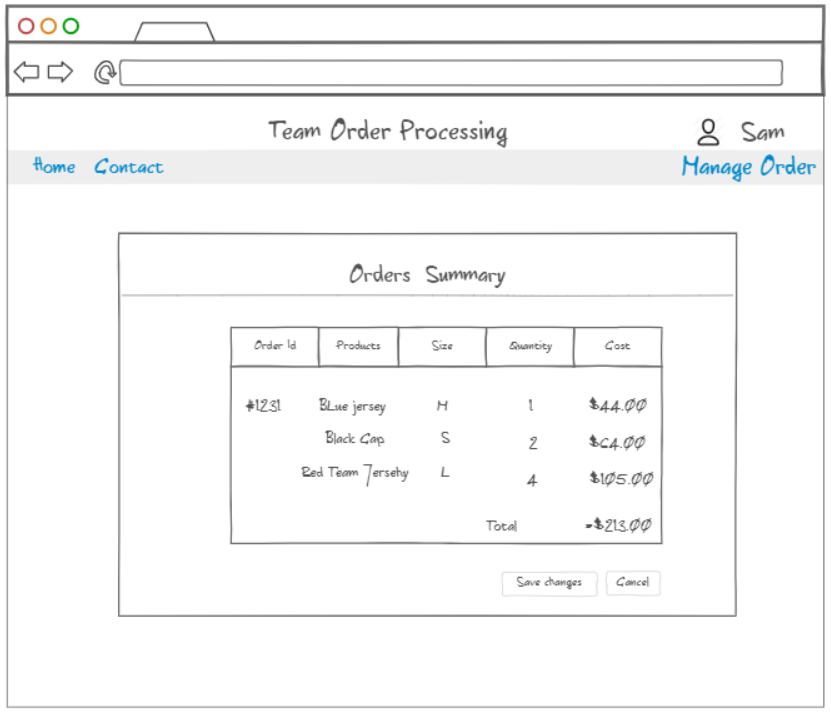 Team Order Processing
Sam
Home Contact Manage Order
Orders Summary
Order Id Products Size Quantity Cost
#1231 BLue jersey M 1 $44.00
Black Cap S 2 $64.00
Red Team Jersehy L 4 $105.00
Total =$213.00
Save changes Cancel